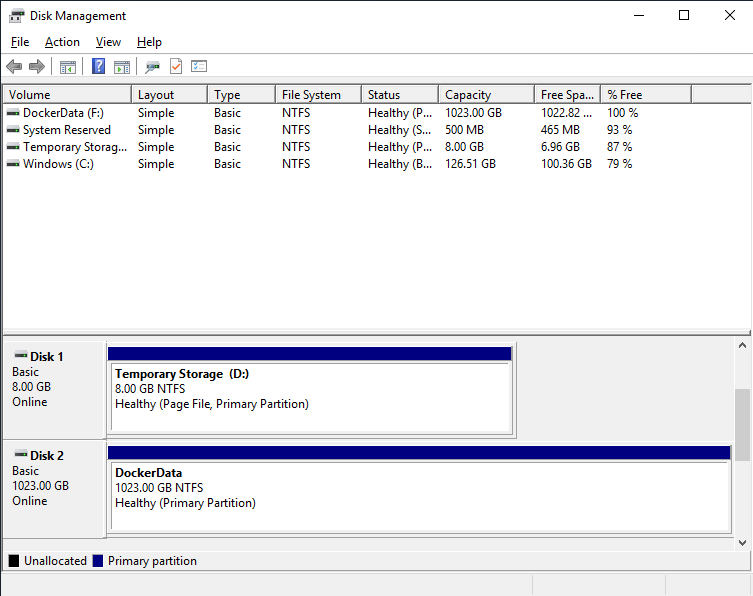 Disk Management
File Action View Help
Volume Layout Type File System Status Capacity Free Spa... % Free
DockerData (F:) Simple Basic NTFS Healthy (P... 1023.00 GB 1022.82 ... 100 %
System Reserved Simple Basic NTFS Healthy (S... 500 MB 465 MB 93 %
Temporary Storag... Simple Basic NTFS Healthy (P... 8.00 GB 6.96 GB 87 %
Windows (C:) Simple Basic NTFS Healthy (B... 126.51 GB 100.36 GB 79 %
Disk 1
Basic
8.00 GB
Online
Temporary Storage (D:)
8.00 GB NTFS
Healthy (Page File, Primary Partition)
Disk 2
Basic
1023.00 GB
Online
DockerData
1023.00 GB NTFS
Healthy (Primary Partition)
Unallocated Primary partition